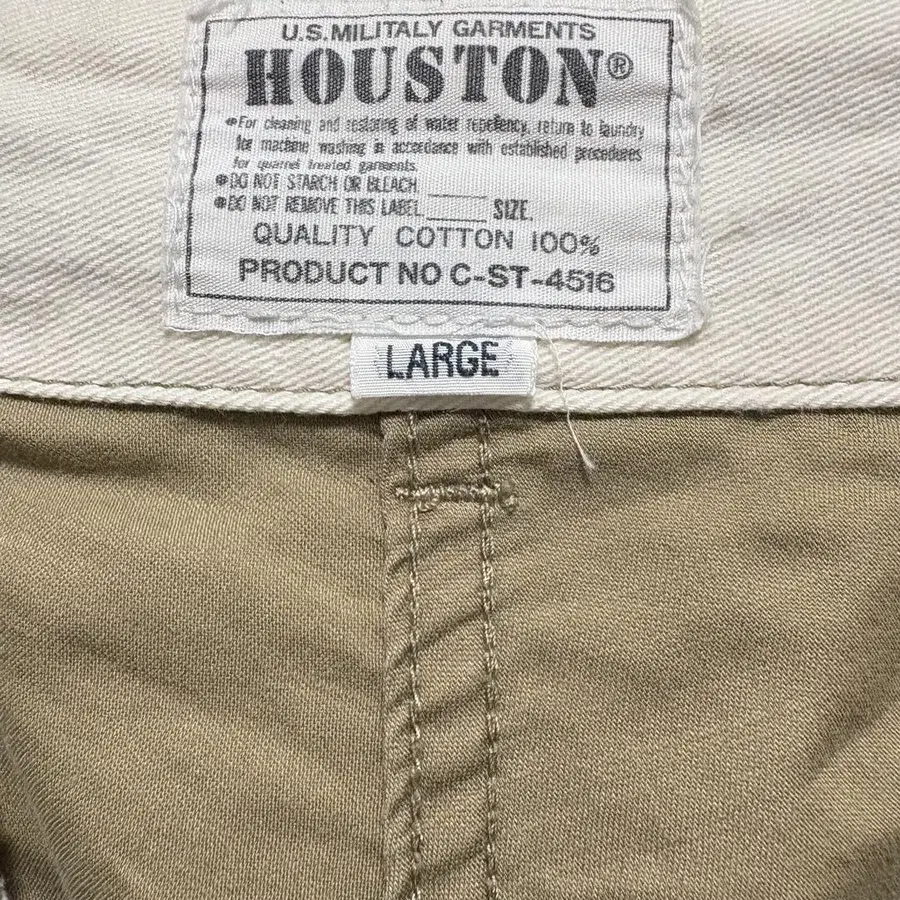 U.S.MILITALY GARMENTS
HOUSTON®
●For cleaning and restoring of water repellency, return to laundry
for machine washing in accordance with established procedures
for quarrel treated garments.
●DO NOT STARCH OR BLEACH
●DO NOT REMOVE THIS LABEL SIZE.
QUALITY COTTON 100%
PRODUCT NO C-ST-4516
LARGE